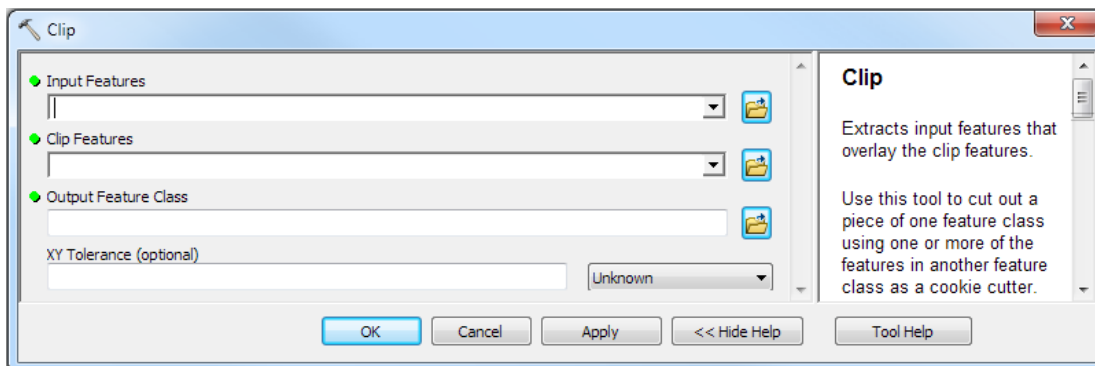 Clip
Input Features
Clip Features
Output Feature Class
XY Tolerance (optional)
Unknown
Clip
Extracts input features that
overlay the clip features.
Use this tool to cut out a
piece of one feature class
using one or more of the
features in another feature
class as a cookie cutter.
OK Cancel Apply << Hide Help Tool Help